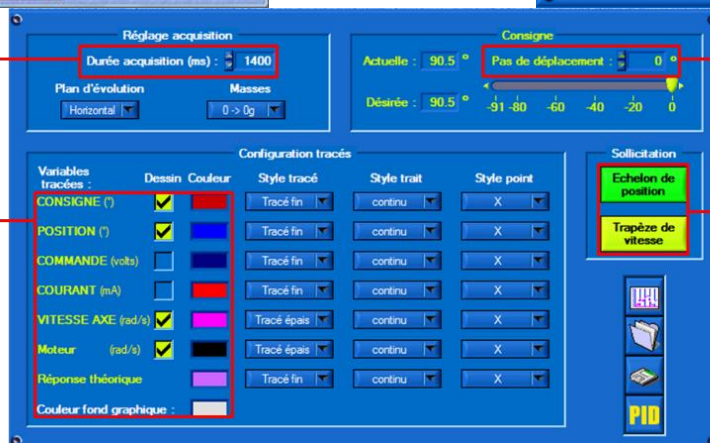 Réglage acquisition
Durée acquisition (ms) : 1400
Plan d'évolution Masses
Horizontal 0 -> 0g
Consigne
Actuelle : 90.5 ° Pas de déplacement : 0 °
Désirée : 90.5 ° -91 -80 -60 -40 -20 0
Configuration tracés
Variables tracées : Dessin Couleur Style tracé Style trait Style point
CONSIGNE (°) Tracé fin continu X
POSITION (°) Tracé fin continu X
COMMANDE (volts) Tracé fin continu X
COURANT (mA) Tracé fin continu X
VITESSE AXE (rad/s) Tracé épais continu X
Moteur (rad/s) Tracé épais continu X
Réponse théorique Tracé fin continu X
Couleur fond graphique :
Sollicitation
Echelon de
position
Trapèze de
vitesse
PID